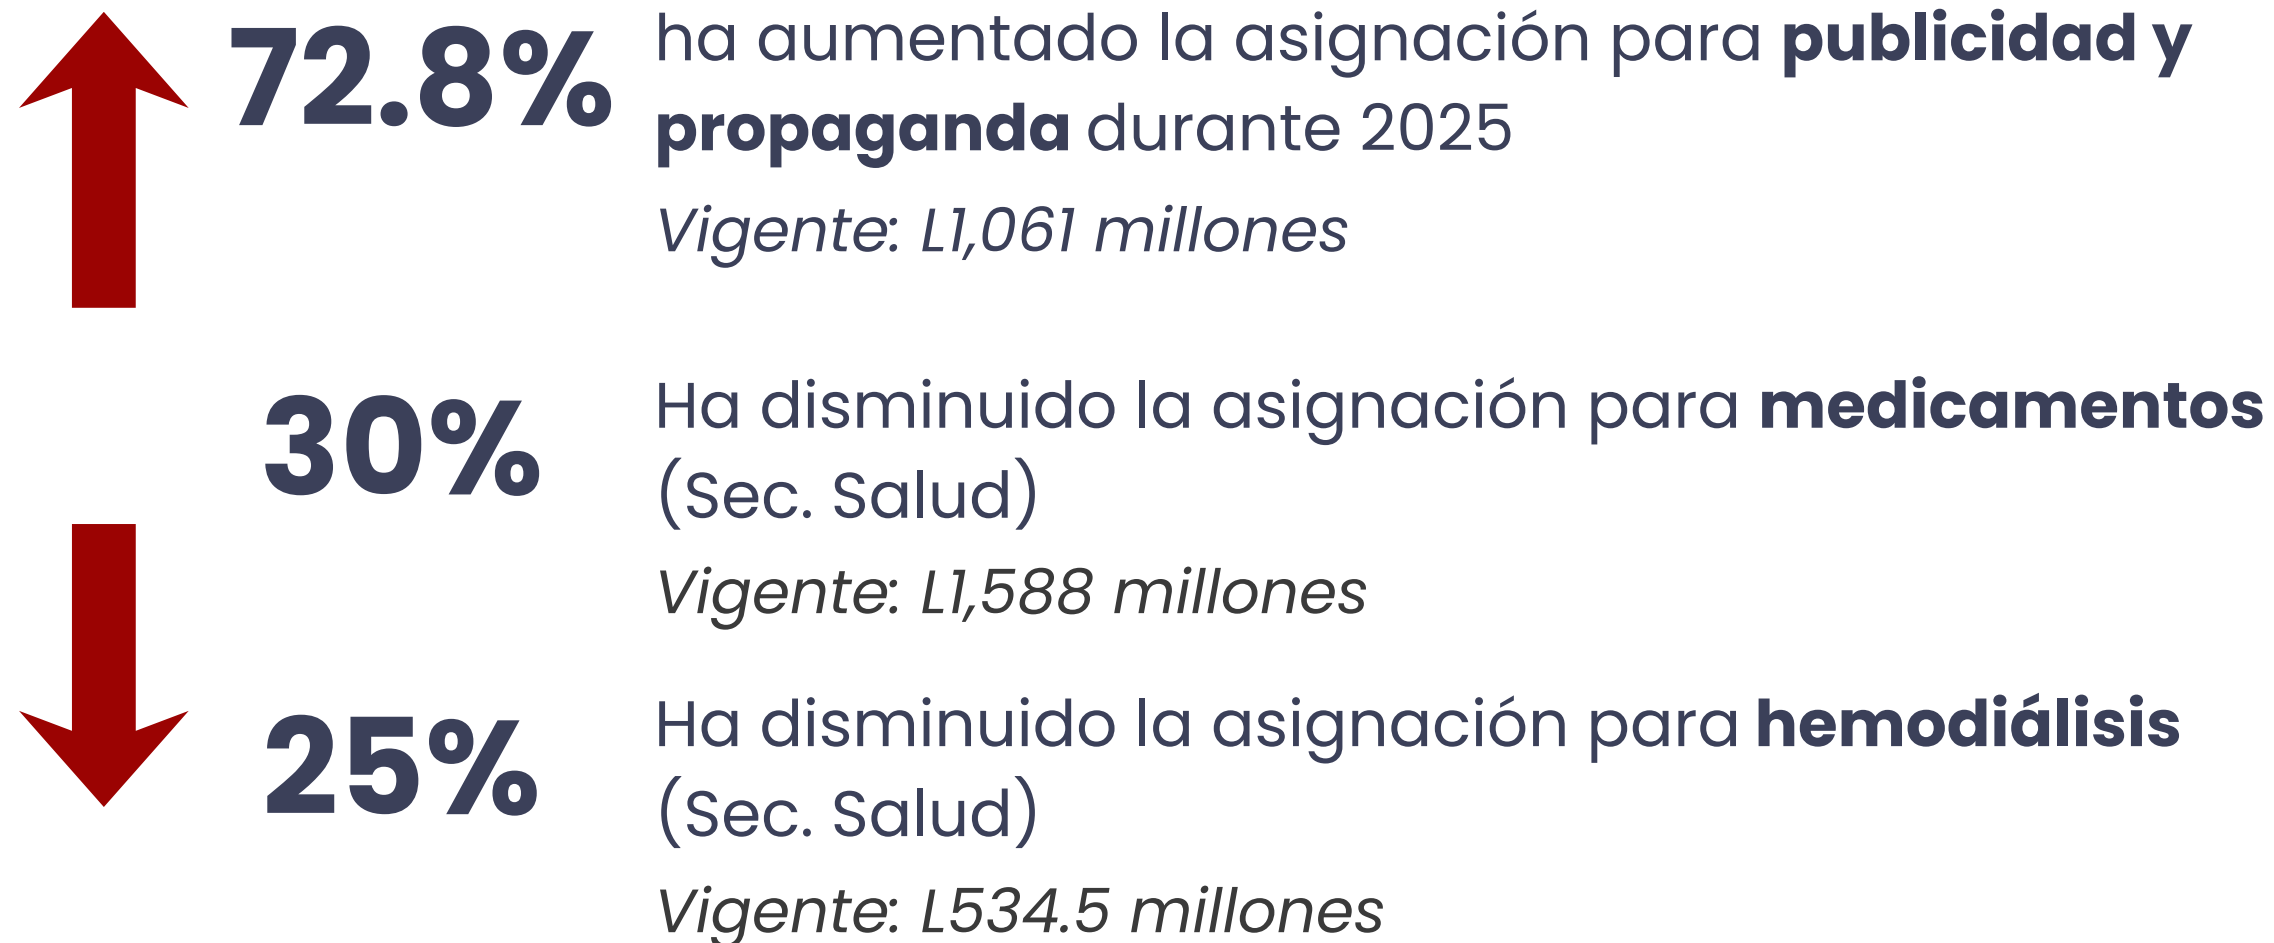 72.8%
ha aumentado la asignación para publicidad y
propaganda durante 2025
Vigente: L1,061 millones
30%
Ha disminuido la asignación para medicamentos
(Sec. Salud)
Vigente: L1,588 millones
25%
Ha disminuido la asignación para hemodiálisis
(Sec. Salud)
Vigente: L534.5 millones